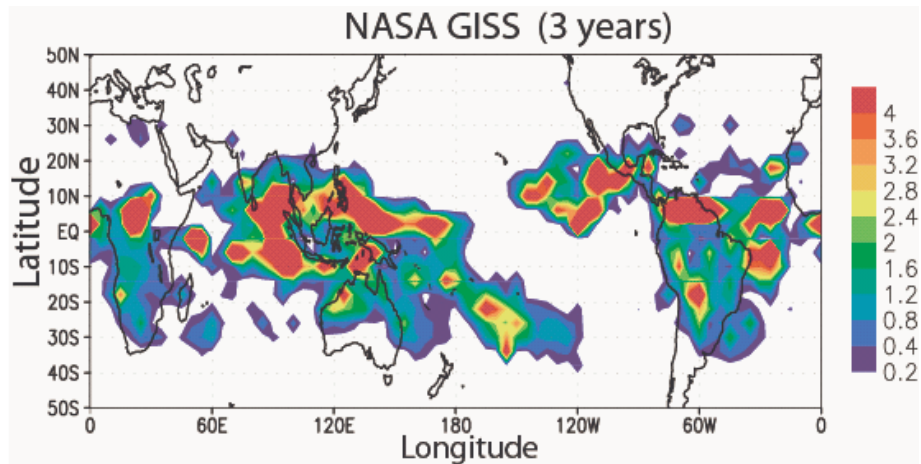 NASA GISS (3 years)
50N
40N
30N
20N
10N
EQ
10S
20S
30S
40S
50S
Latitude
0 60E 120E 180 120W 60W 0
Longitude
4
3.6
3.2
2.8
2.4
2
1.6
1.2
0.8
0.4
0.2